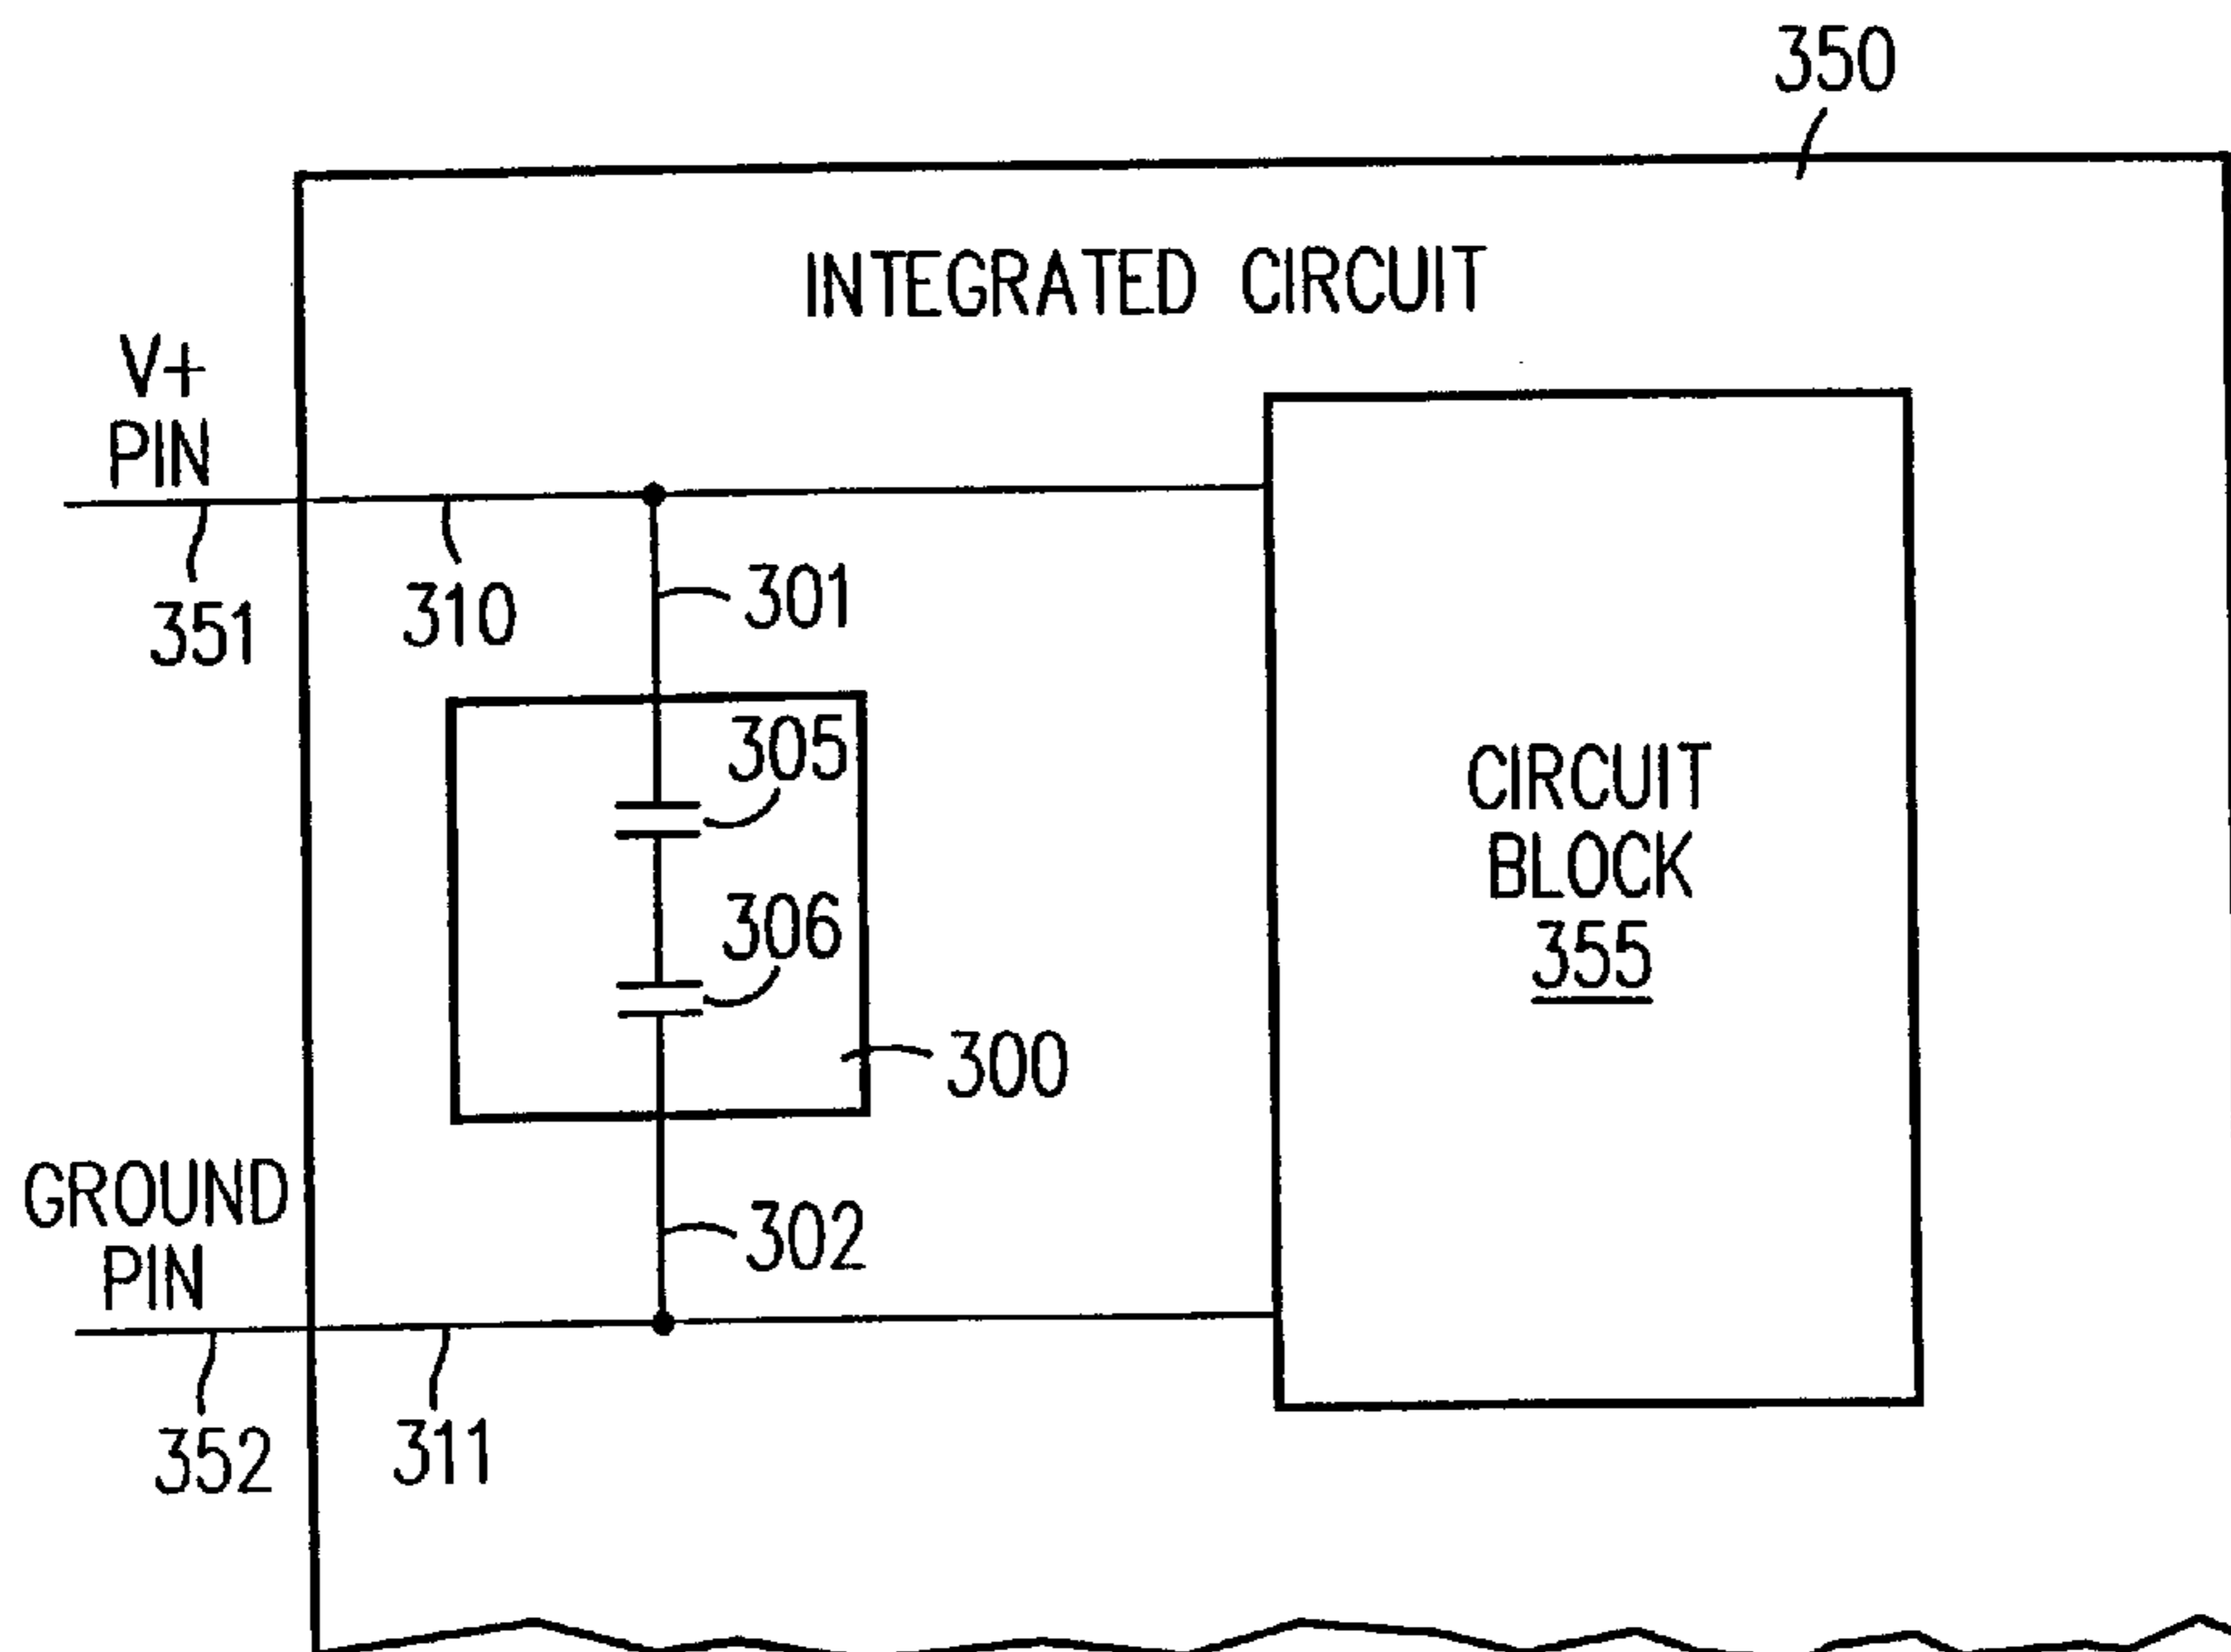 350
INTEGRATED CIRCUIT
V+
PIN
351
310
301
305
306
300
CIRCUIT
BLOCK
355
GROUND
PIN
302
352
311